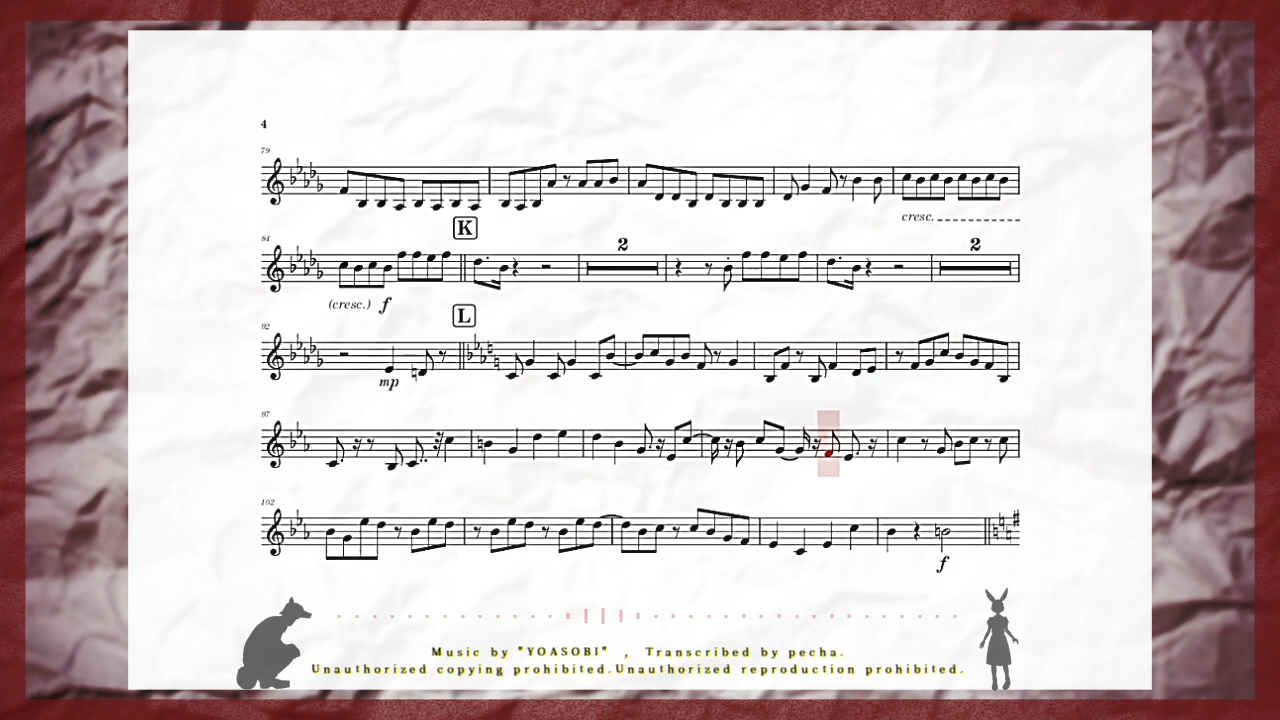 4
79
cresc.
K
84
2
2
(cresc.) f
L
92
mp
97
102
f
Music by "YOASOBI" , Transcribed by pecha.
Unauthorized copying prohibited.Unauthorized reproduction prohibited.